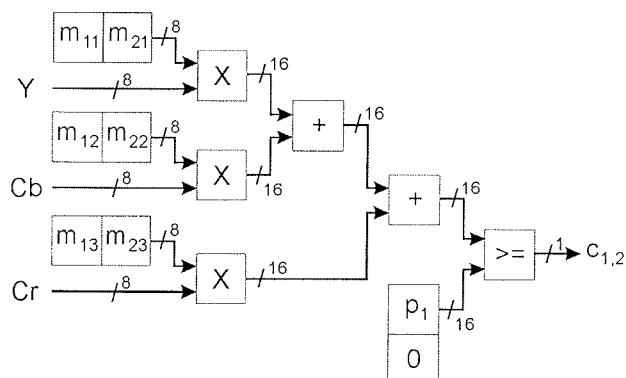 m11 m21 8
Y 8
X 16
m12 m22 8
Cb 8
X 16
+ 16
m13 m23 8
Cr 8
X 16
+ 16
>= 1 c1,2
p1 16
0